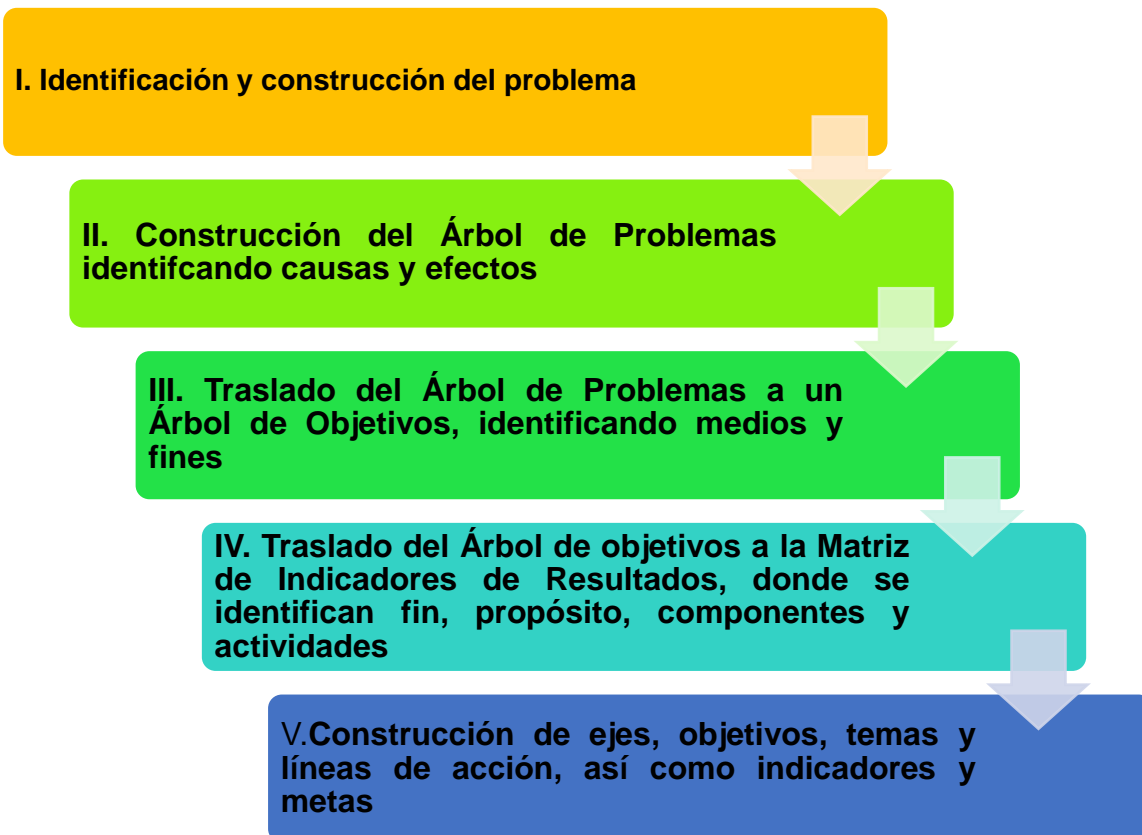 I. Identificación y construcción del problema
II. Construcción del Árbol de Problemas
identifcando causas y efectos
III. Traslado del Árbol de Problemas a un
Árbol de Objetivos, identificando medios y
fines
IV. Traslado del Árbol de objetivos a la Matriz
de Indicadores de Resultados, donde se
identifican fin, propósito, componentes y
actividades
V.Construcción de ejes, objetivos, temas y
líneas de acción, así como indicadores y
metas